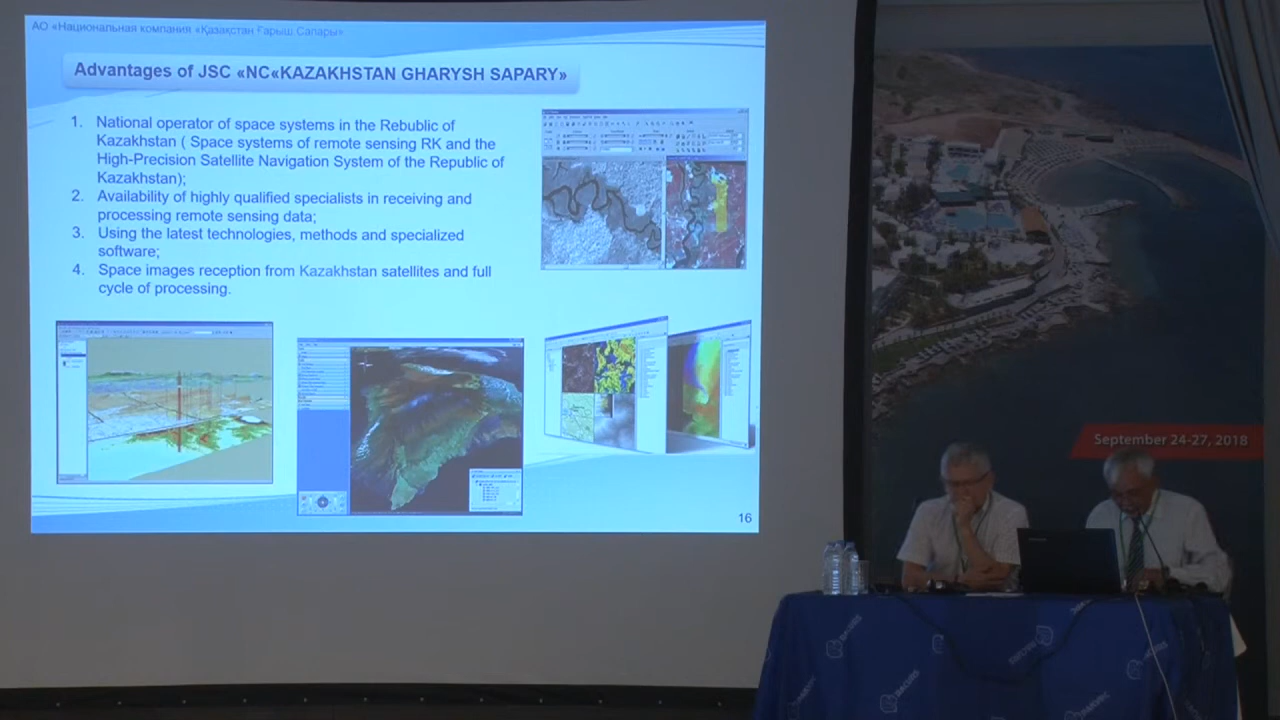 АО «Национальная компания «Қазақстан Ғарыш Сапары»
Advantages of JSC «NC«KAZAKHSTAN GHARYSH SAPARY»
1. National operator of space systems in the Rebublic of
Kazakhstan ( Space systems of remote sensing RK and the
High-Precision Satellite Navigation System of the Republic of
Kazakhstan);
2. Availability of highly qualified specialists in receiving and
processing remote sensing data;
3. Using the latest technologies, methods and specialized
software;
4. Space images reception from Kazakhstan satellites and full
cycle of processing.
16
September 24-27, 2018